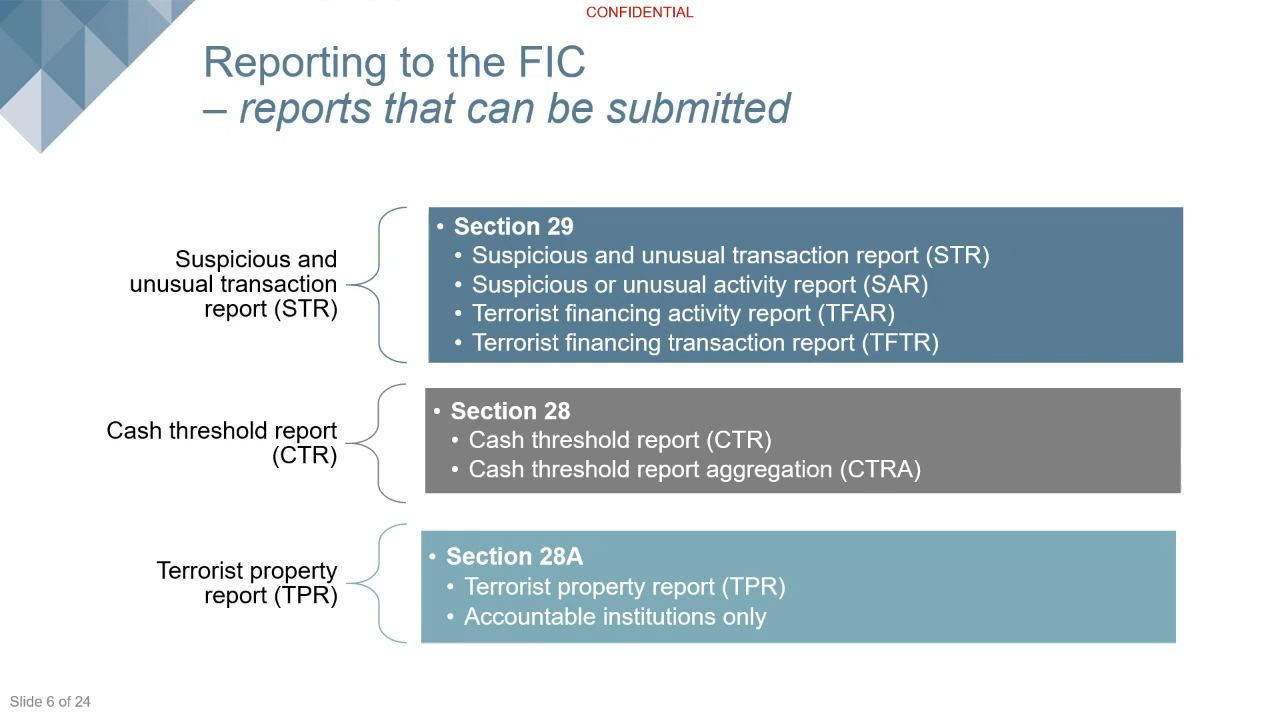 CONFIDENTIAL
Reporting to the FIC
– reports that can be submitted
Suspicious and
unusual transaction
report (STR)
• Section 29
• Suspicious and unusual transaction report (STR)
• Suspicious or unusual activity report (SAR)
• Terrorist financing activity report (TFAR)
• Terrorist financing transaction report (TFTR)
Cash threshold report
(CTR)
• Section 28
• Cash threshold report (CTR)
• Cash threshold report aggregation (CTRA)
Terrorist property
report (TPR)
• Section 28A
• Terrorist property report (TPR)
• Accountable institutions only
Slide 6 of 24